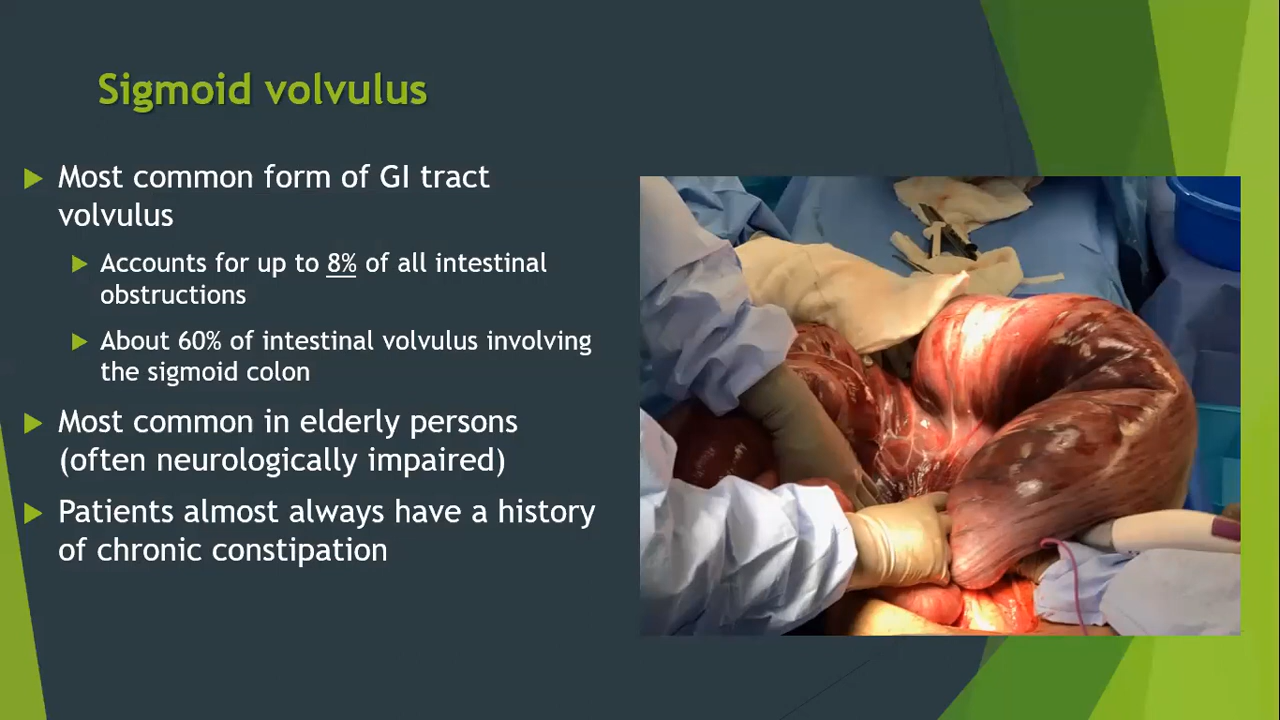 Sigmoid volvulus
Most common form of GI tract
volvulus
Accounts for up to 8% of all intestinal
obstructions
About 60% of intestinal volvulus involving
the sigmoid colon
Most common in elderly persons
(often neurologically impaired)
Patients almost always have a history
of chronic constipation